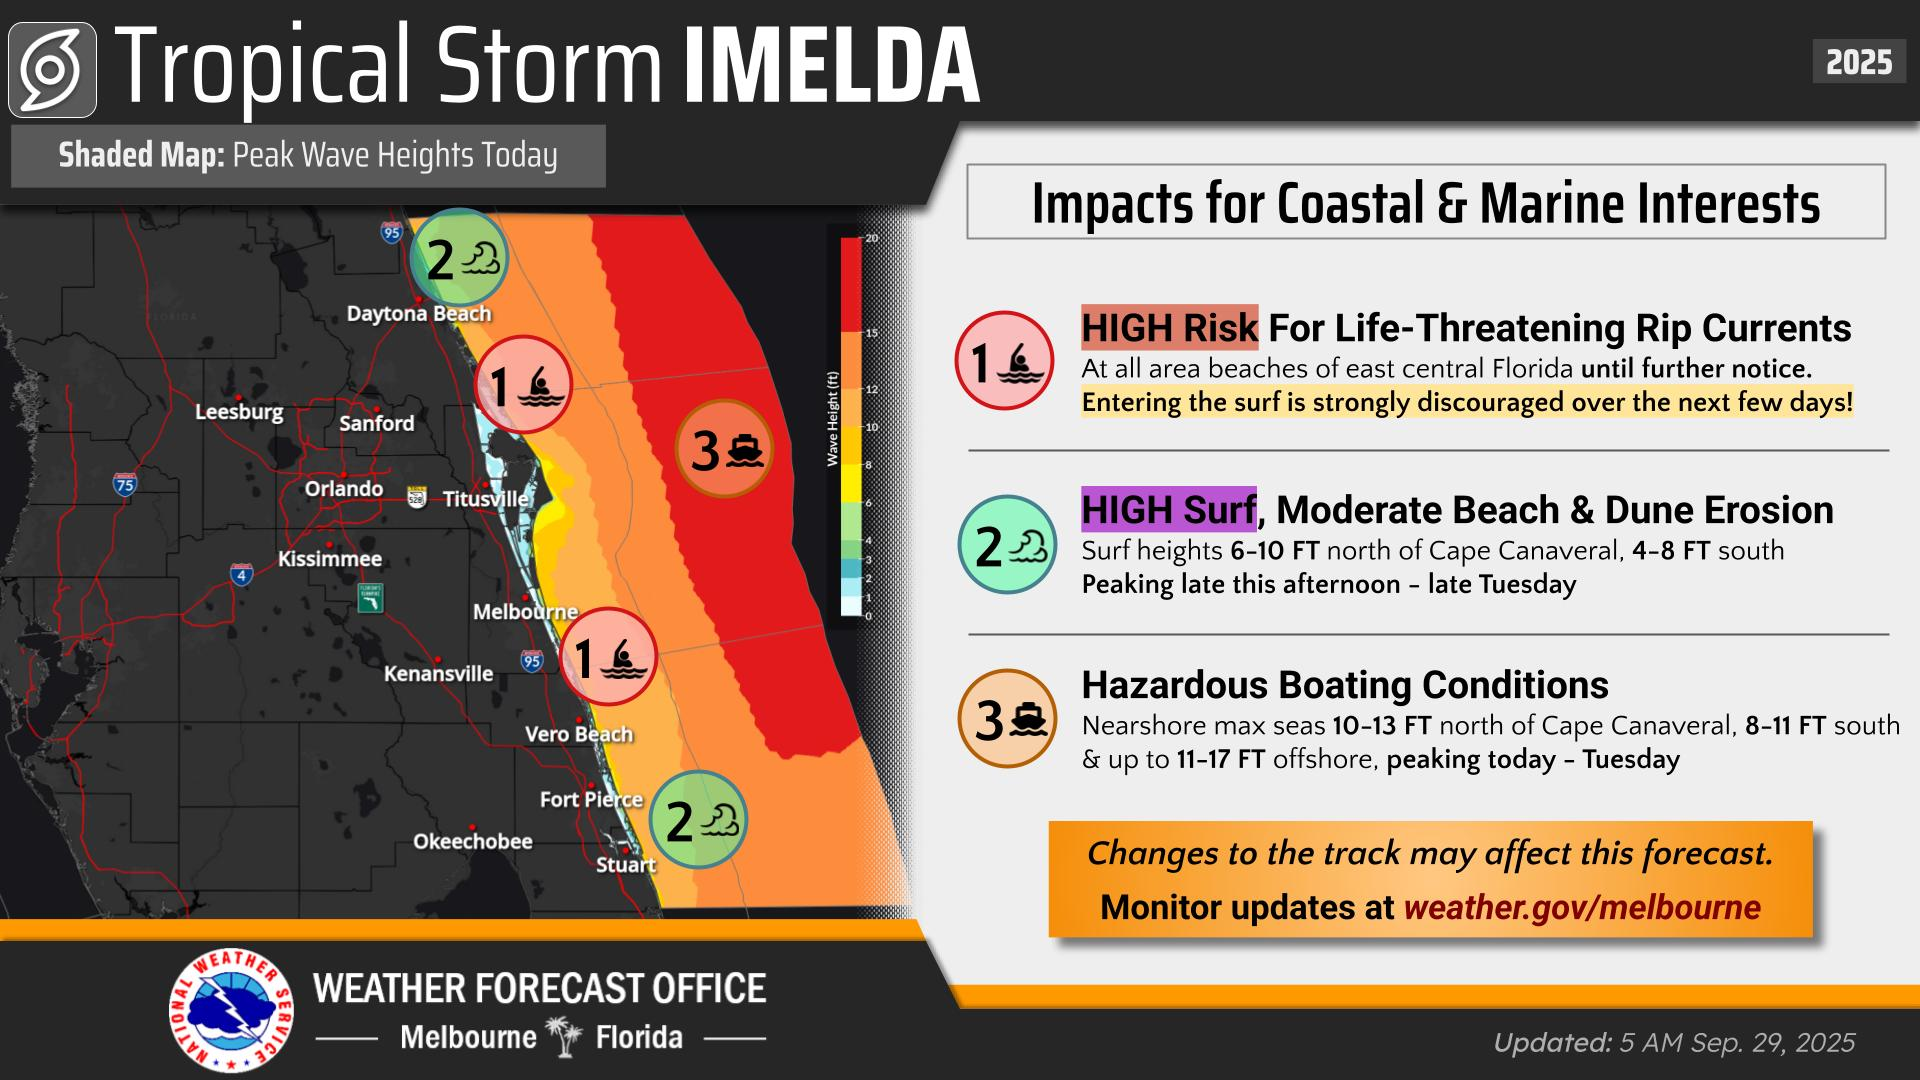 Tropical Storm IMELDA
2025
Shaded Map: Peak Wave Heights Today
Impacts for Coastal & Marine Interests
1
HIGH Risk For Life-Threatening Rip Currents
At all area beaches of east central Florida until further notice.
Entering the surf is strongly discouraged over the next few days!
2
HIGH Surf, Moderate Beach & Dune Erosion
Surf heights 6-10 FT north of Cape Canaveral, 4-8 FT south
Peaking late this afternoon - late Tuesday
3
Hazardous Boating Conditions
Nearshore max seas 10-13 FT north of Cape Canaveral, 8-11 FT south
& up to 11-17 FT offshore, peaking today - Tuesday
Changes to the track may affect this forecast.
Monitor updates at weather.gov/melbourne
95
2
Daytona Beach
FLORIDA
1
Leesburg
Sanford
3
75
Orlando
528
Titusville
Kissimmee
4
Melbourne
1
Kenansville
95
Vero Beach
Fort Pierce
2
Okeechobee
Stuart
Wave Height (ft)
20
15
12
10
8
6
4
3
2
1
0
NATIONAL WEATHER SERVICE
WEATHER FORECAST OFFICE
Melbourne Florida
Updated: 5 AM Sep. 29, 2025